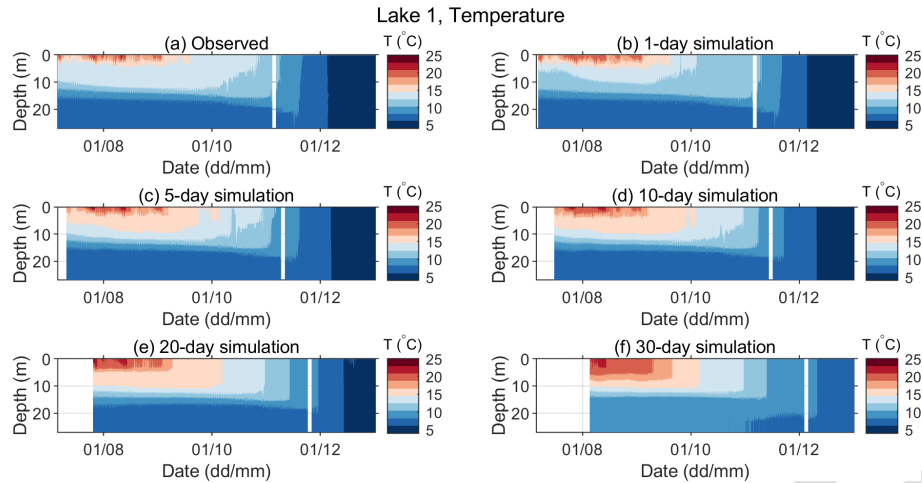 Lake 1, Temperature
(a) Observed
T (°C)
0
10
20
Depth (m)
01/08
01/10
01/12
Date (dd/mm)
25
20
15
10
5
(b) 1-day simulation
T (°C)
0
10
20
Depth (m)
01/08
01/10
01/12
Date (dd/mm)
25
20
15
10
5
(c) 5-day simulation
T (°C)
0
10
20
Depth (m)
01/08
01/10
01/12
Date (dd/mm)
25
20
15
10
5
(d) 10-day simulation
T (°C)
0
10
20
Depth (m)
01/08
01/10
01/12
Date (dd/mm)
25
20
15
10
5
(e) 20-day simulation
T (°C)
0
10
20
Depth (m)
01/08
01/10
01/12
Date (dd/mm)
25
20
15
10
5
(f) 30-day simulation
T (°C)
0
10
20
Depth (m)
01/08
01/10
01/12
Date (dd/mm)
25
20
15
10
5